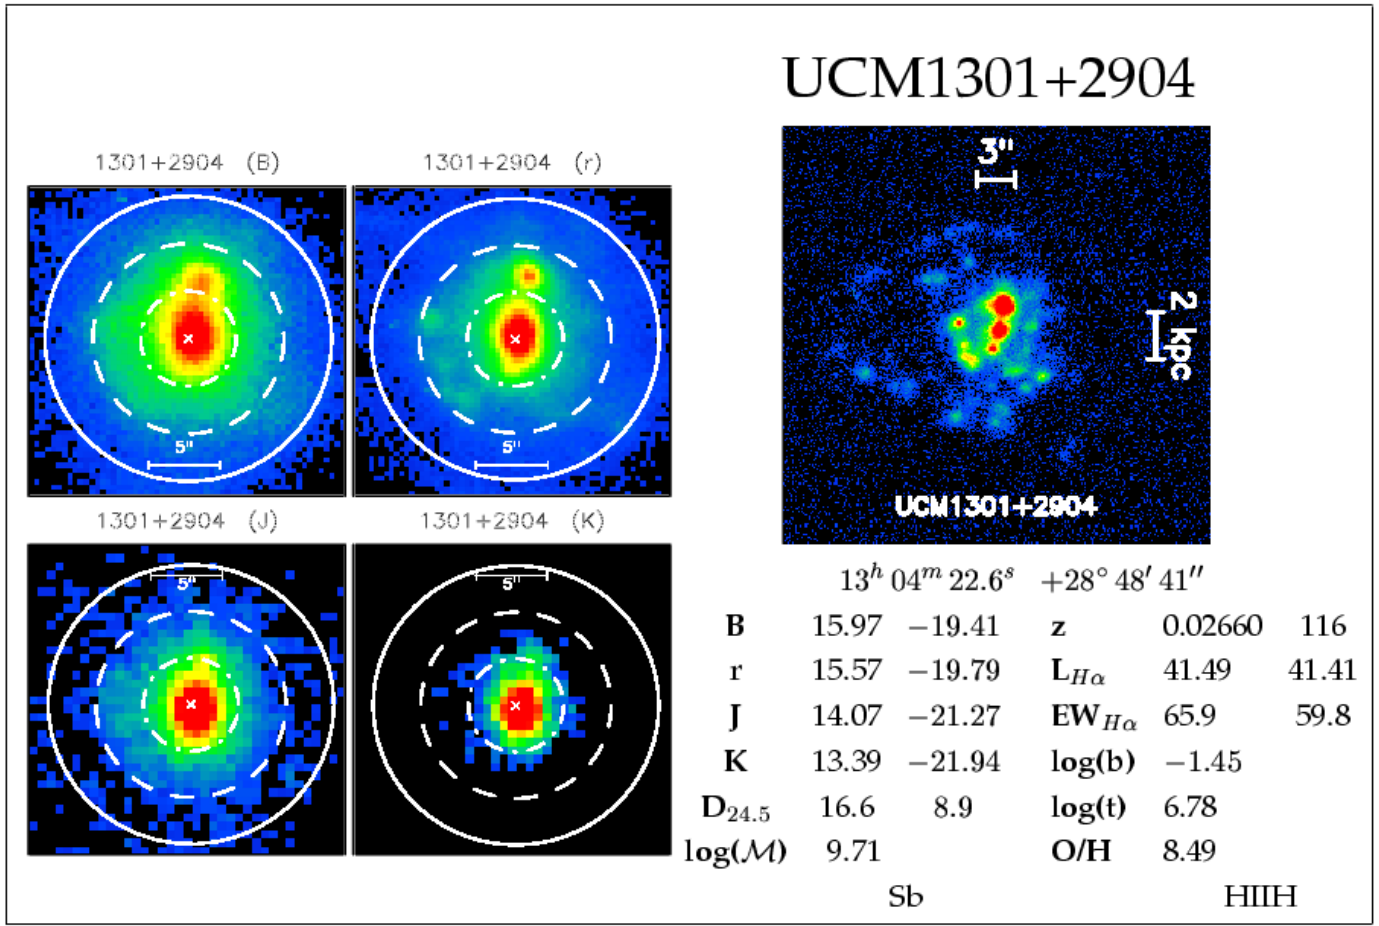 UCM1301+2904
1301+2904 (B)
1301+2904 (r)
5"
5"
1301+2904 (J)
1301+2904 (K)
5"
5"
3"
2 kpc
UCM1301+2904
13ʰ 04ᵐ 22.6ˢ +28° 48′ 41″
B 15.97 −19.41 z 0.02660 116
r 15.57 −19.79 L_Hα 41.49 41.41
J 14.07 −21.27 EW_Hα 65.9 59.8
K 13.39 −21.94 log(b) −1.45
D_24.5 16.6 8.9 log(t) 6.78
log(ℳ) 9.71 O/H 8.49
Sb HIIH